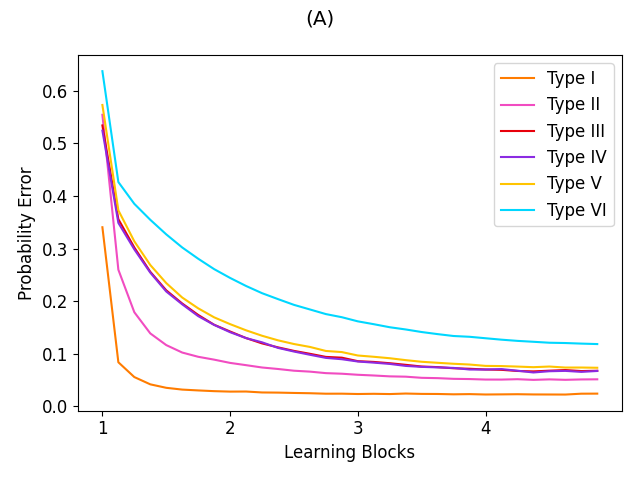 (A)
Probability Error
0.6
0.5
0.4
0.3
0.2
0.1
0.0
1
2
3
4
Learning Blocks
Type I
Type II
Type III
Type IV
Type V
Type VI